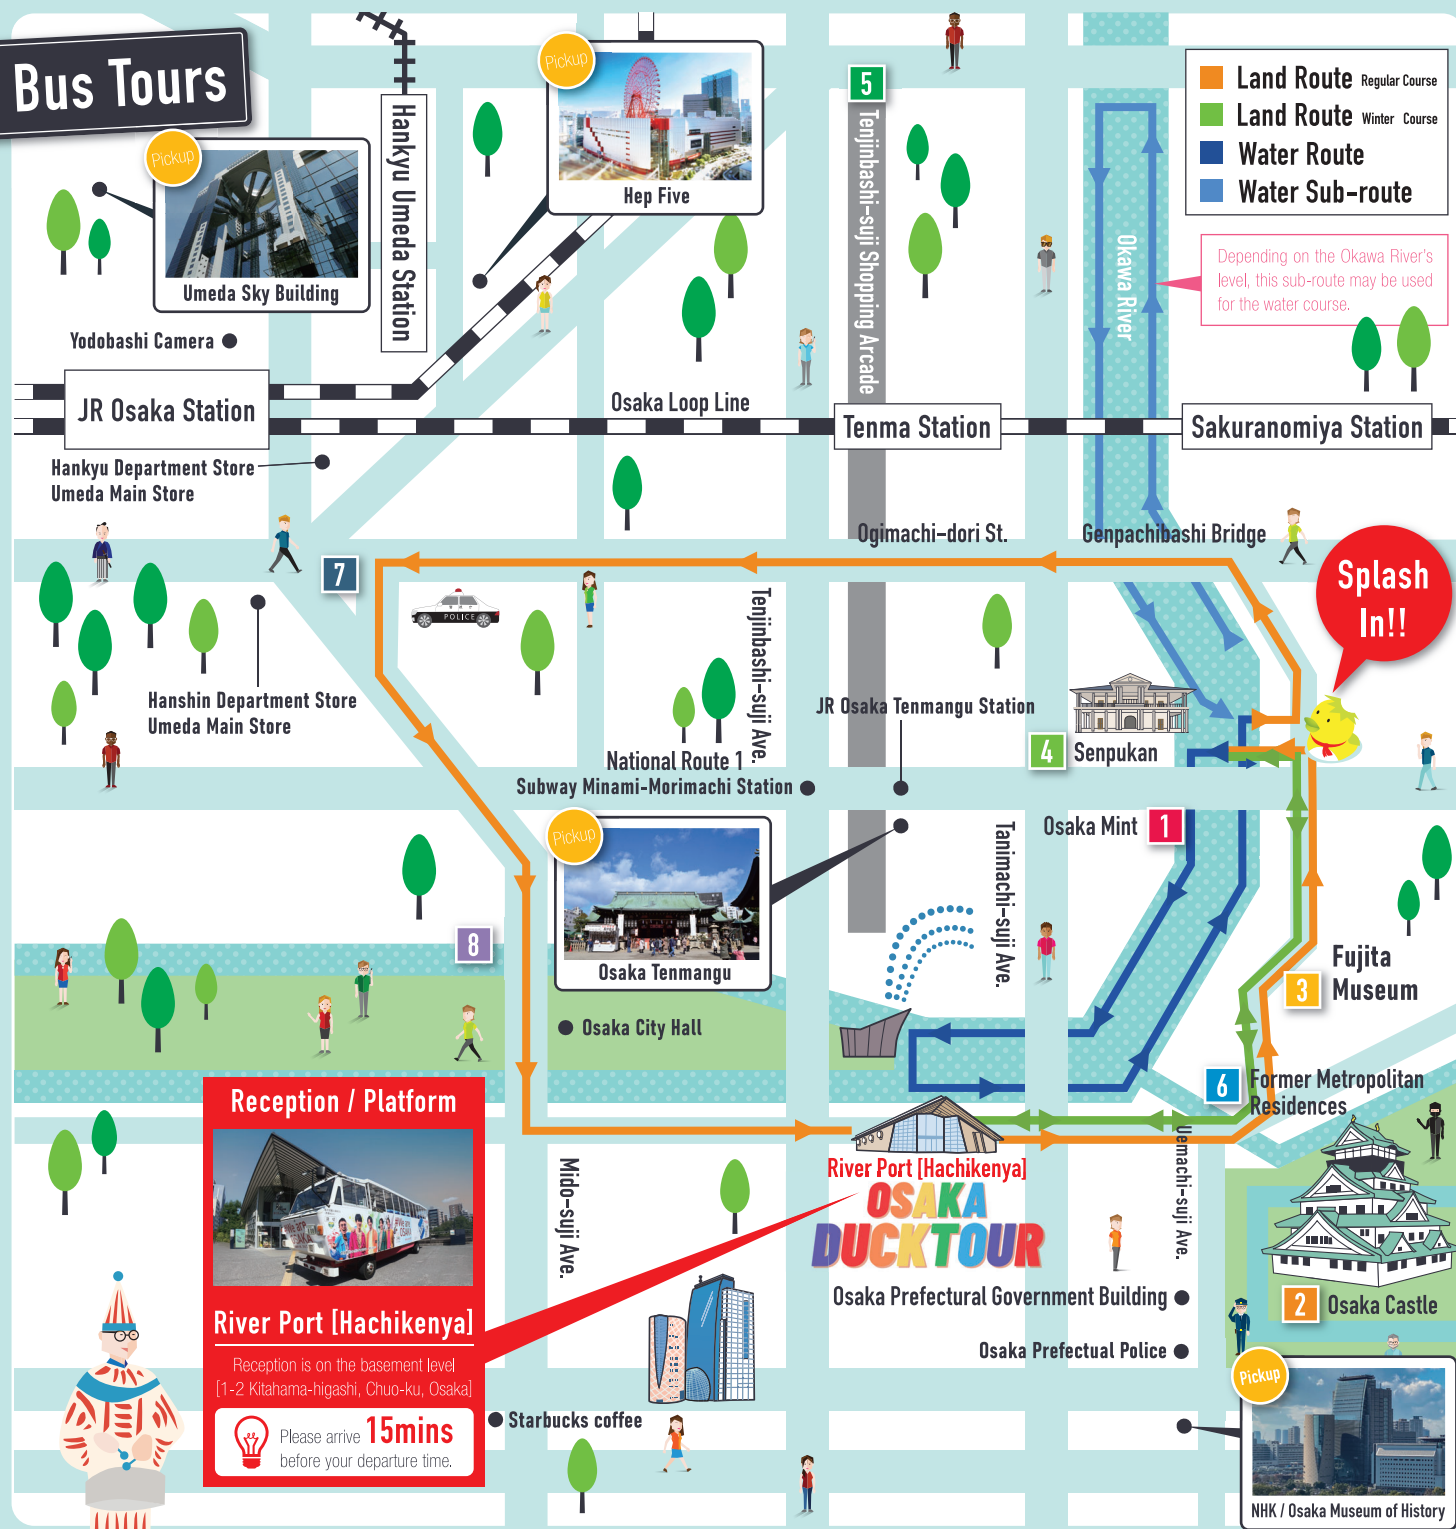 Bus Tours
Pickup
Umeda Sky Building
Hankyu Umeda Station
Pickup
Hep Five
5
Tenjinbashi-suji Shopping Arcade
Land Route Regular Course
Land Route Winter Course
Water Route
Water Sub-route
Okawa River
Depending on the Okawa River's
level, this sub-route may be used
for the water course.
Yodobashi Camera
JR Osaka Station
Osaka Loop Line
Tenma Station
Sakuranomiya Station
Hankyu Department Store
Umeda Main Store
Ogimachi-dori St.
Genpachibashi Bridge
Splash
In!!
7
POLICE
Tenjinbashi-suji Ave.
Hanshin Department Store
Umeda Main Store
JR Osaka Tenmangu Station
National Route 1
Subway Minami-Morimachi Station
4
Senpukan
Osaka Mint
1
Pickup
Osaka Tenmangu
Tanimachi-suji Ave.
8
Fujita
Museum
3
Osaka City Hall
6
Former Metropolitan
Residences
Reception / Platform
River Port [Hachikenya]
Reception is on the basement level
[1-2 Kitahama-higashi, Chuo-ku, Osaka]
Please arrive 15mins
before your departure time.
Mido-suji Ave.
River Port [Hachikenya]
OSAKA
DUCKTOUR
Uemachi-suji Ave.
Osaka Prefectural Government Building
2
Osaka Castle
Osaka Prefectual Police
Pickup
Starbucks coffee
NHK / Osaka Museum of History